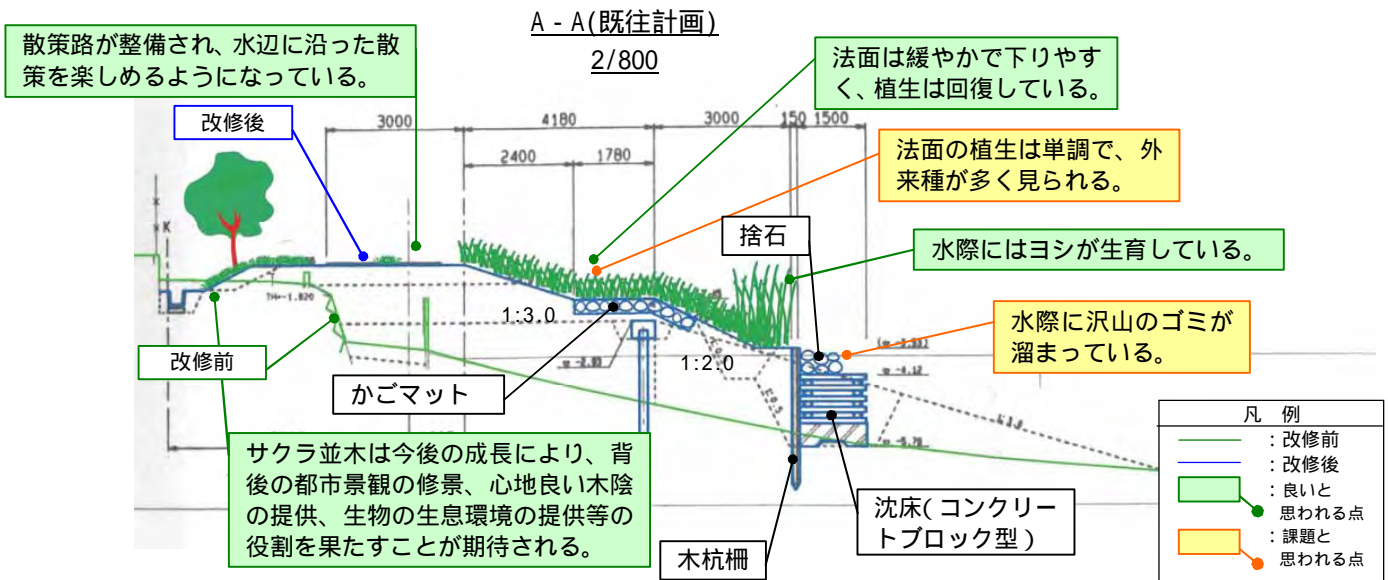 A - A(既往計画)
2/800
散策路が整備され、水辺に沿った散
策を楽しめるようになっている。
法面は緩やかで下りやす
く、植生は回復している。
改修後
3000
4180
3000
150
1500
2400
1780
法面の植生は単調で、外
来種が多く見られる。
捨石
水際にはヨシが生育している。
K
TH=-1.820
1:3.0
水際に沢山のゴミが
溜まっている。
改修前
1:2.0
かごマット
-4.12
1:0.5
サクラ並木は今後の成長により、背
後の都市景観の修景、心地良い木陰
の提供、生物の生息環境の提供等の
役割を果たすことが期待される。
沈床(コンクリー
トブロック型)
木杭柵
凡 例
:改修前
:改修後
:良いと
思われる点
:課題と
思われる点